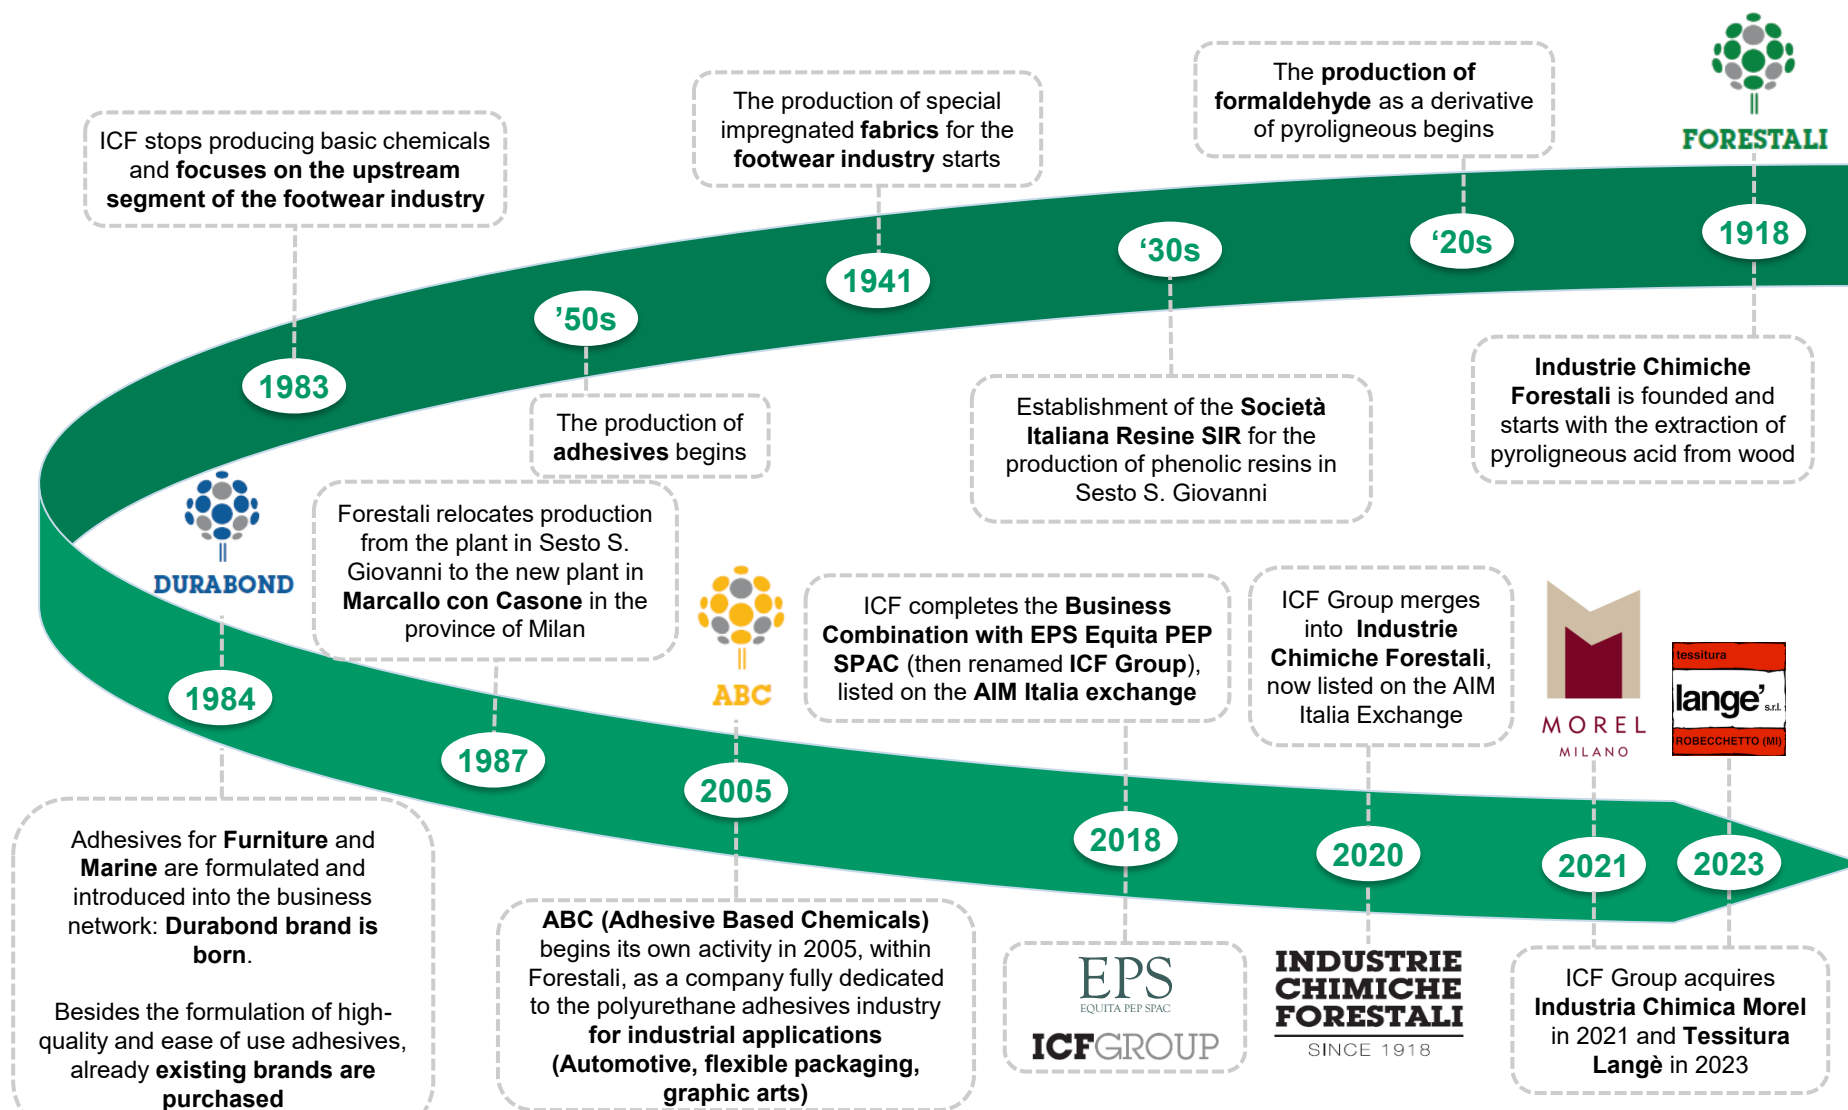 FORESTALI
1918
Industrie Chimiche
Forestali is founded and
starts with the extraction of
pyroligneous acid from wood
The production of
formaldehyde as a derivative
of pyroligneous begins
‘20s
‘30s
Establishment of the Società
Italiana Resine SIR for the
production of phenolic resins in
Sesto S. Giovanni
The production of special
impregnated fabrics for the
footwear industry starts
1941
’50s
The production of
adhesives begins
ICF stops producing basic chemicals
and focuses on the upstream
segment of the footwear industry
1983
DURABOND
1984
Adhesives for Furniture and
Marine are formulated and
introduced into the business
network: Durabond brand is
born.
Besides the formulation of high-
quality and ease of use adhesives,
already existing brands are
purchased
Forestali relocates production
from the plant in Sesto S.
Giovanni to the new plant in
Marcallo con Casone in the
province of Milan
1987
ABC
2005
ABC (Adhesive Based Chemicals)
begins its own activity in 2005, within
Forestali, as a company fully dedicated
to the polyurethane adhesives industry
for industrial applications
(Automotive, flexible packaging,
graphic arts)
ICF completes the Business
Combination with EPS Equita PEP
SPAC (then renamed ICF Group),
listed on the AIM Italia exchange
2018
EPS
EQUITA PEP SPAC
ICFGROUP
ICF Group merges
into Industrie
Chimiche Forestali,
now listed on the AIM
Italia Exchange
2020
INDUSTRIE
CHIMICHE
FORESTALI
SINCE 1918
MOREL
MILANO
2021
tessitura
lange’ s.r.l.
ROBECCHETTO (MI)
2023
ICF Group acquires
Industria Chimica Morel
in 2021 and Tessitura
Langè in 2023